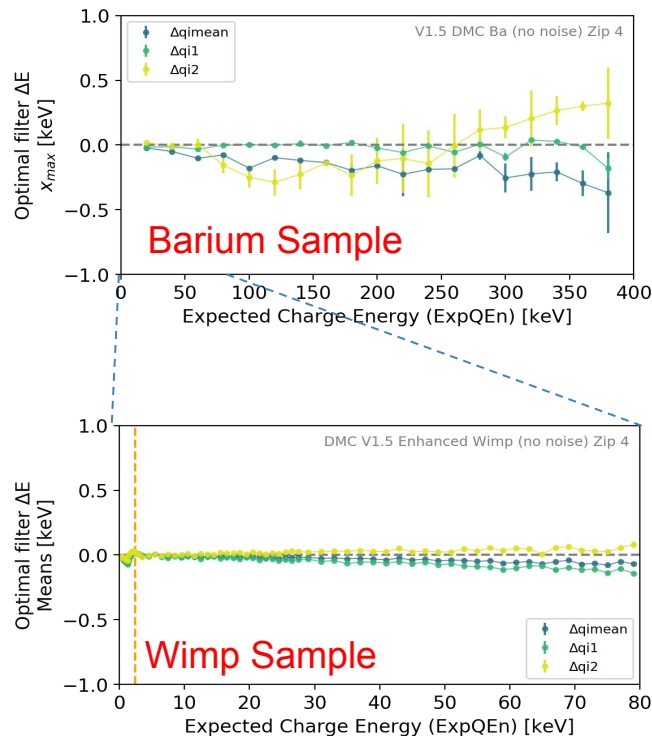 V1.5 DMC Ba (no noise) Zip 4
Δqimean
Δqi1
Δqi2
Optimal filter ΔE
x_max [keV]
1.0
0.5
0.0
−0.5
−1.0
Barium Sample
0 50 100 150 200 250 300 350 400
Expected Charge Energy (ExpQEn) [keV]
DMC V1.5 Enhanced Wimp (no noise) Zip 4
Optimal filter ΔE
Means [keV]
1.0
0.5
0.0
−0.5
−1.0
Δqimean
Δqi1
Δqi2
Wimp Sample
0 10 20 30 40 50 60 70 80
Expected Charge Energy (ExpQEn) [keV]